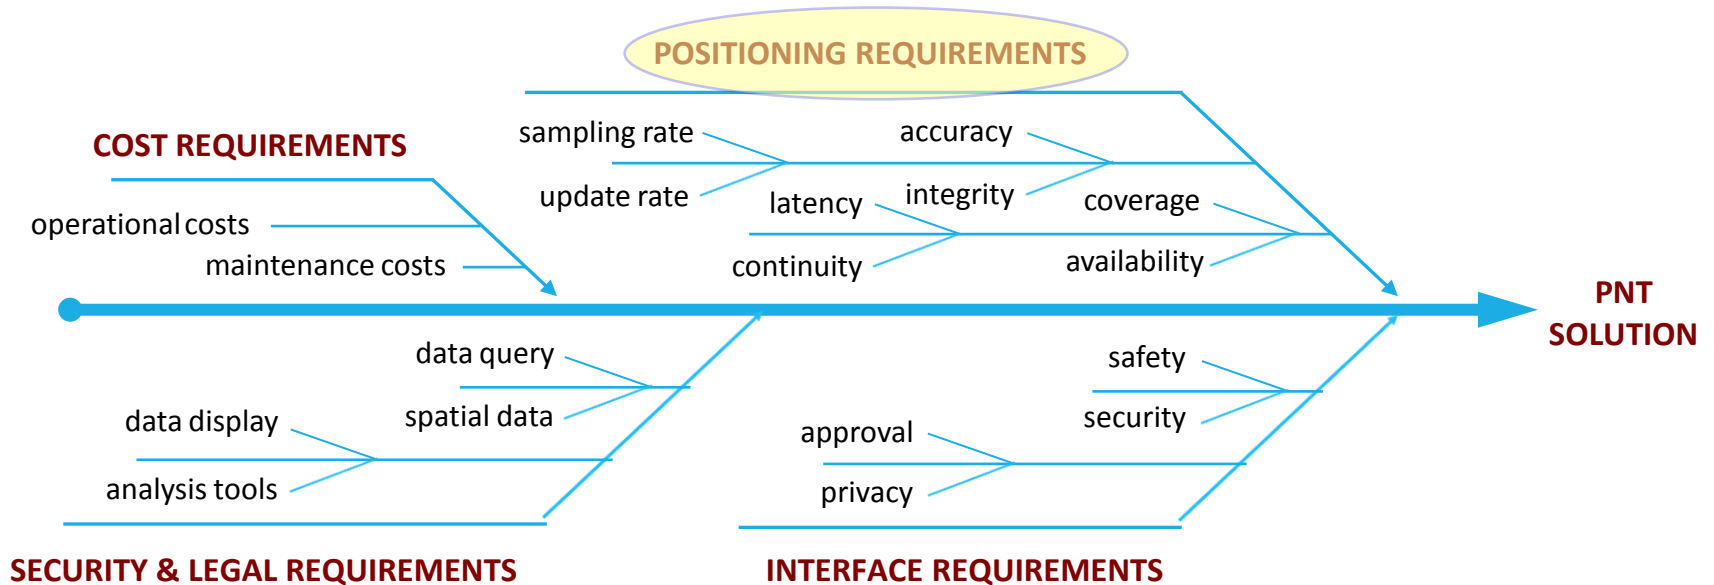 POSITIONING REQUIREMENTS
COST REQUIREMENTS
sampling rate
accuracy
update rate
integrity
latency
coverage
operational costs
continuity
availability
maintenance costs
PNT
SOLUTION
data query
safety
spatial data
security
data display
approval
analysis tools
privacy
SECURITY & LEGAL REQUIREMENTS
INTERFACE REQUIREMENTS